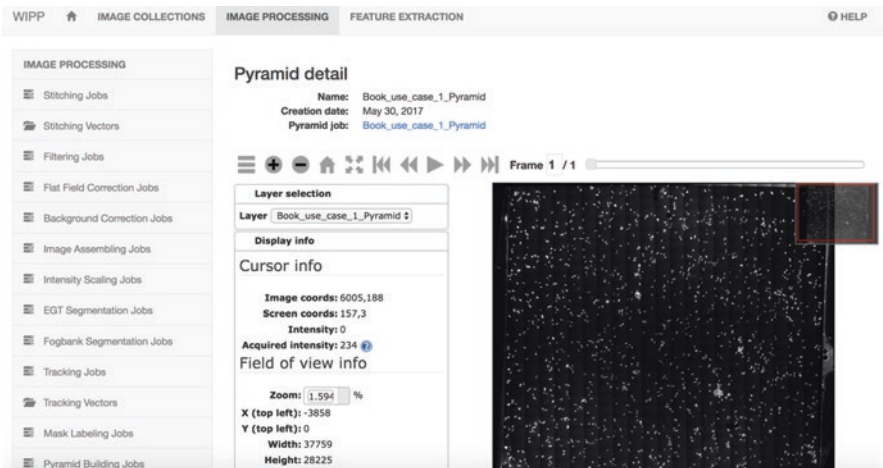 WIPP IMAGE COLLECTIONS IMAGE PROCESSING FEATURE EXTRACTION HELP
IMAGE PROCESSING
Stitching Jobs
Stitching Vectors
Filtering Jobs
Flat Field Correction Jobs
Background Correction Jobs
Image Assembling Jobs
Intensity Scaling Jobs
EGT Segmentation Jobs
Fogbank Segmentation Jobs
Tracking Jobs
Tracking Vectors
Mask Labeling Jobs
Pyramid Building Jobs
Pyramid detail
Name: Book_use_case_1_Pyramid
Creation date: May 30, 2017
Pyramid job: Book_use_case_1_Pyramid
Frame 1 / 1
Layer selection
Layer Book_use_case_1_Pyramid
Display info
Cursor info
Image coords: 6005,188
Screen coords: 157,3
Intensity: 0
Acquired intensity: 234
Field of view info
Zoom: 1.594 %
X (top left): -3858
Y (top left): 0
Width: 37759
Height: 28225